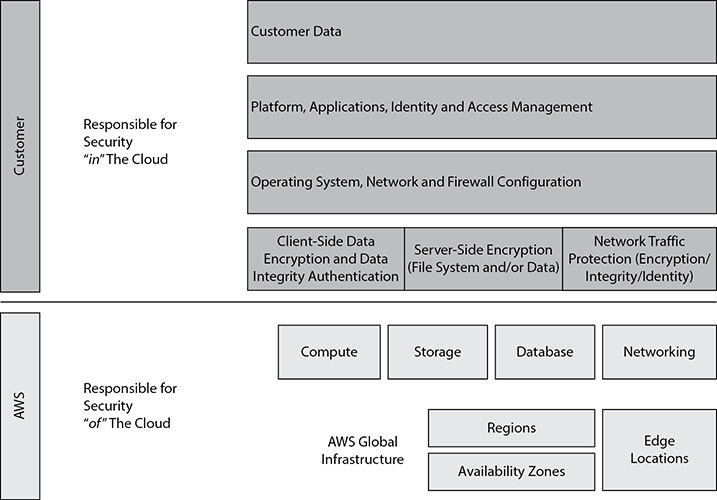 Customer
Responsible for
Security
“in” The Cloud
Customer Data
Platform, Applications, Identity and Access Management
Operating System, Network and Firewall Configuration
Client-Side Data
Encryption and Data
Integrity Authentication
Server-Side Encryption
(File System and/or Data)
Network Traffic
Protection (Encryption/
Integrity/Identity)
AWS
Responsible for
Security
“of” The Cloud
Compute
Storage
Database
Networking
AWS Global
Infrastructure
Regions
Availability Zones
Edge
Locations